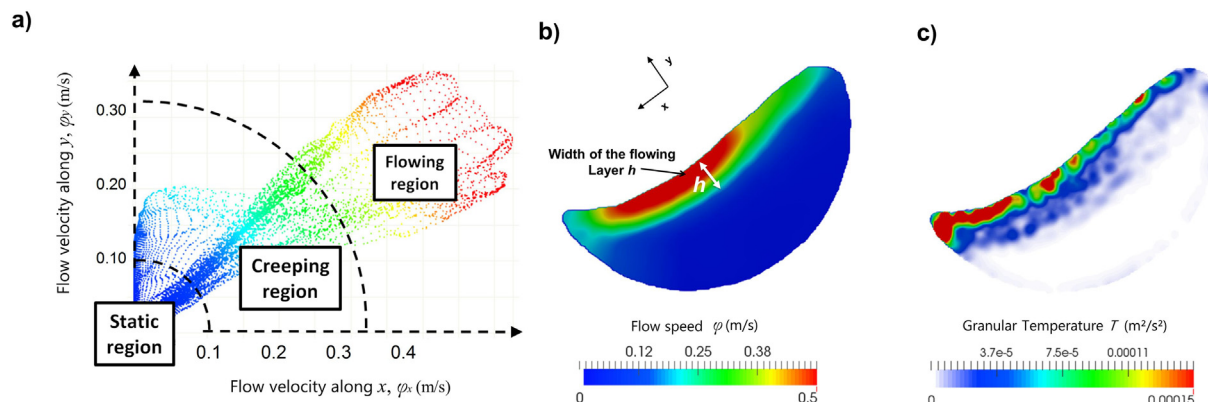 a)
Flow velocity along y, φy (m/s)
0.30
0.20
0.10
Flowing
region
Creeping
region
Static
region
0.1 0.2 0.3 0.4
Flow velocity along x, φx (m/s)
b)
y
x
Width of the flowing
Layer h
h
Flow speed φ (m/s)
0.12 0.25 0.38
0 0.5
c)
Granular Temperature T (m²/s²)
3.7e-5 7.5e-5 0.00011
0 0.00015